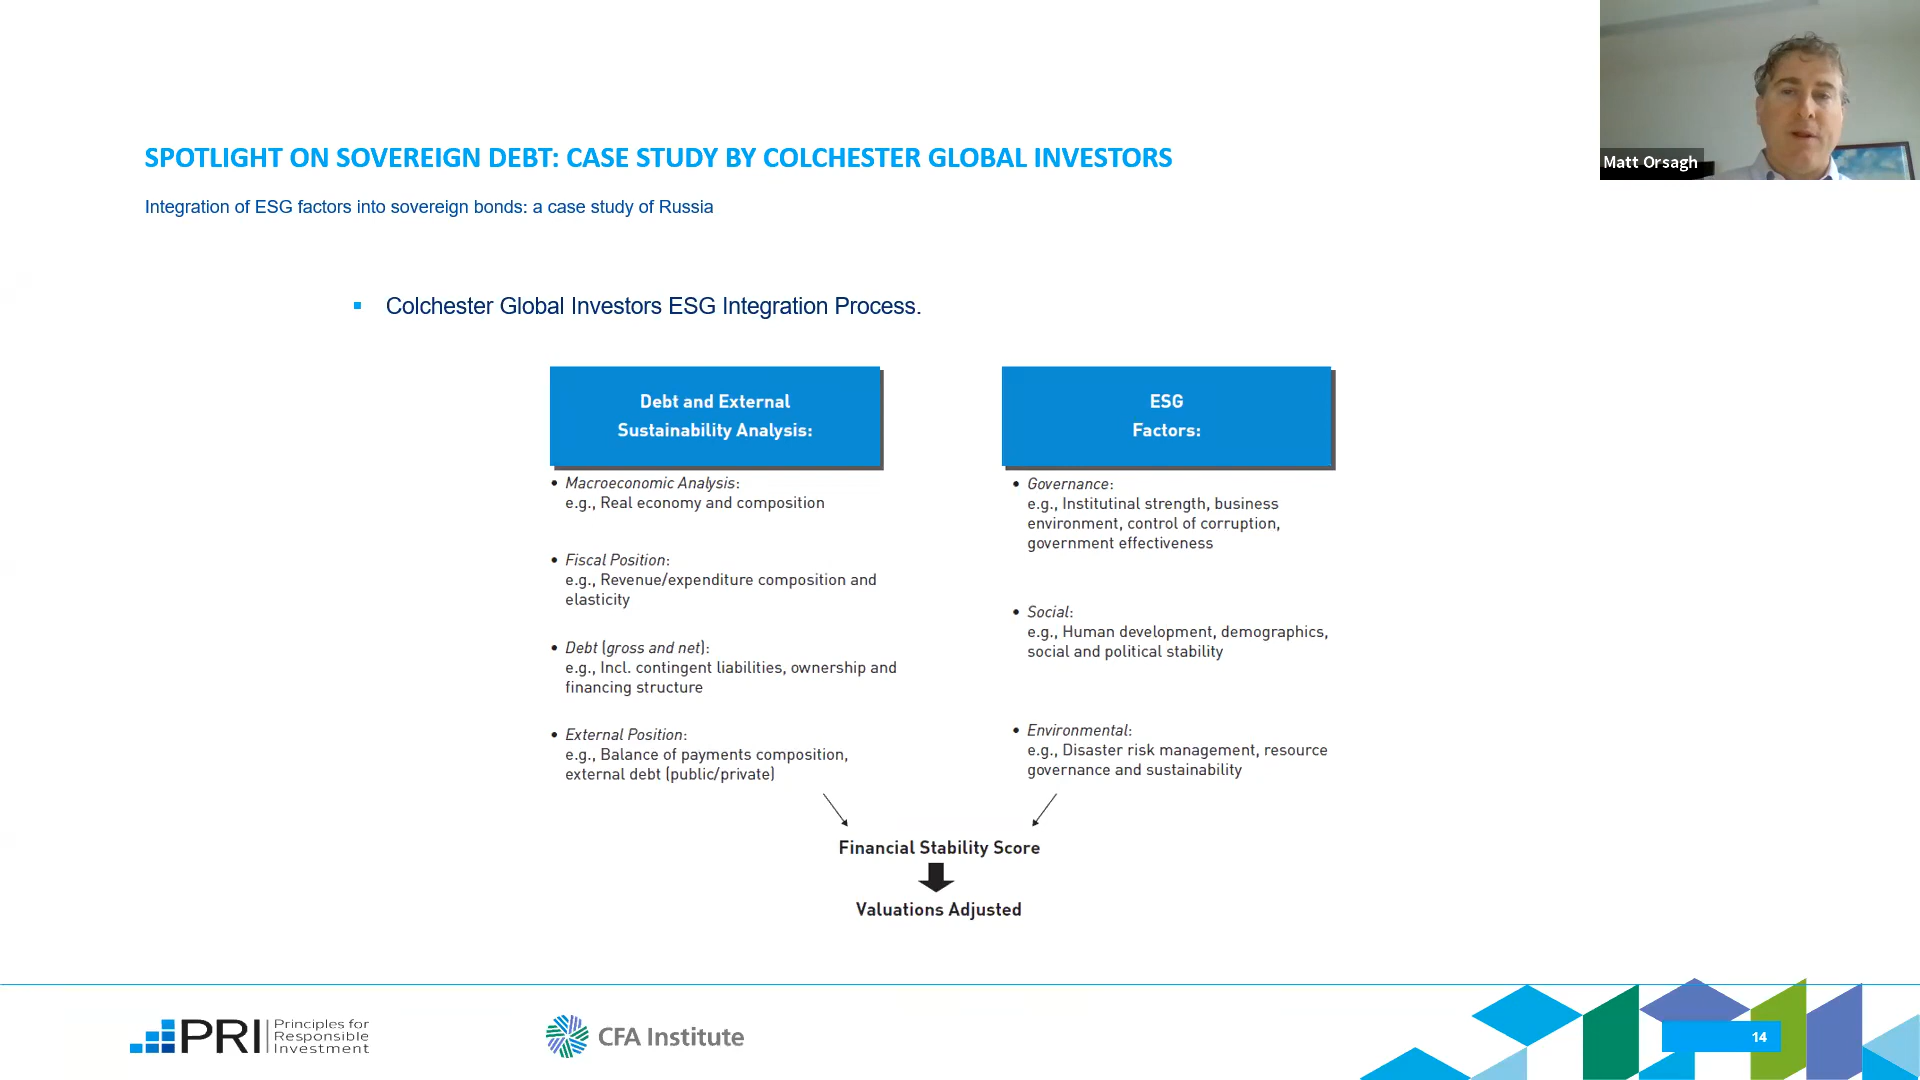 SPOTLIGHT ON SOVEREIGN DEBT: CASE STUDY BY COLCHESTER GLOBAL INVESTORS
Matt Orsagh
Integration of ESG factors into sovereign bonds: a case study of Russia
▪ Colchester Global Investors ESG Integration Process.
Debt and External
Sustainability Analysis:
• Macroeconomic Analysis:
e.g., Real economy and composition
• Fiscal Position:
e.g., Revenue/expenditure composition and
elasticity
• Debt (gross and net):
e.g., Incl. contingent liabilities, ownership and
financing structure
• External Position:
e.g., Balance of payments composition,
external debt (public/private)
ESG
Factors:
• Governance:
e.g., Institutinal strength, business
environment, control of corruption,
government effectiveness
• Social:
e.g., Human development, demographics,
social and political stability
• Environmental:
e.g., Disaster risk management, resource
governance and sustainability
Financial Stability Score
Valuations Adjusted
PRI
Principles for
Responsible
Investment
CFA Institute
14